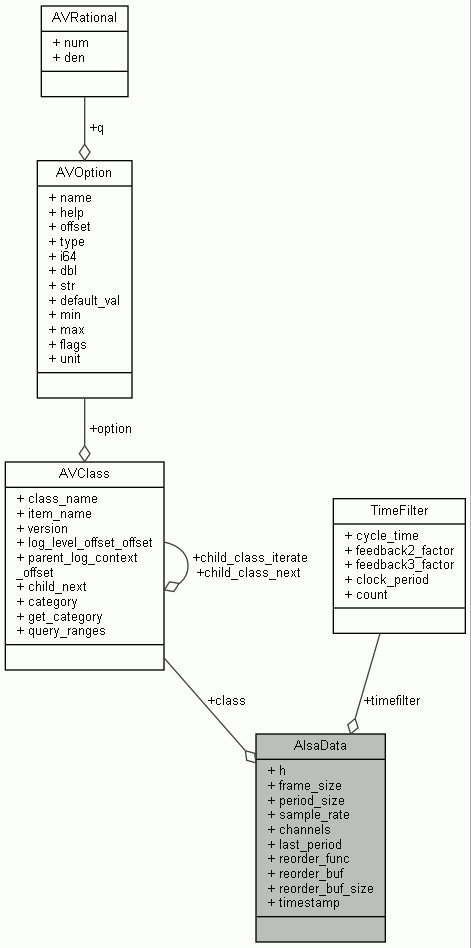 AVRational
+ num
+ den
+q
AVOption
+ name
+ help
+ offset
+ type
+ i64
+ dbl
+ str
+ default_val
+ min
+ max
+ flags
+ unit
+option
AVClass
+ class_name
+ item_name
+ version
+ log_level_offset_offset
+ parent_log_context
_offset
+ child_next
+ category
+ get_category
+ query_ranges
+child_class_iterate
+child_class_next
TimeFilter
+ cycle_time
+ feedback2_factor
+ feedback3_factor
+ clock_period
+ count
+class
+timefilter
AlsaData
+ h
+ frame_size
+ period_size
+ sample_rate
+ channels
+ last_period
+ reorder_func
+ reorder_buf
+ reorder_buf_size
+ timestamp